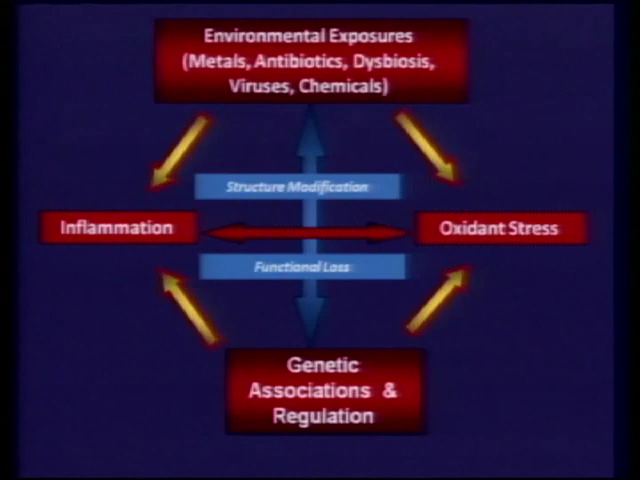 Environmental Exposures
(Metals, Antibiotics, Dysbiosis,
Viruses, Chemicals)
Structure Modification
Inflammation
Oxidant Stress
Functional Loss
Genetic
Associations &
Regulation